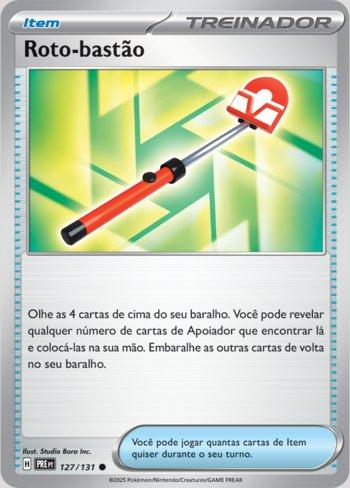 Item
TREINADOR
Roto-bastão
Olhe as 4 cartas de cima do seu baralho. Você pode revelar
qualquer número de cartas de Apoiador que encontrar lá
e colocá-las na sua mão. Embaralhe as outras cartas de volta
no seu baralho.
Ilust. Studio Bora Inc.
H PRE PT 127/131
Você pode jogar quantas cartas de Item
quiser durante o seu turno.
©2025 Pokémon/Nintendo/Creatures/GAME FREAK